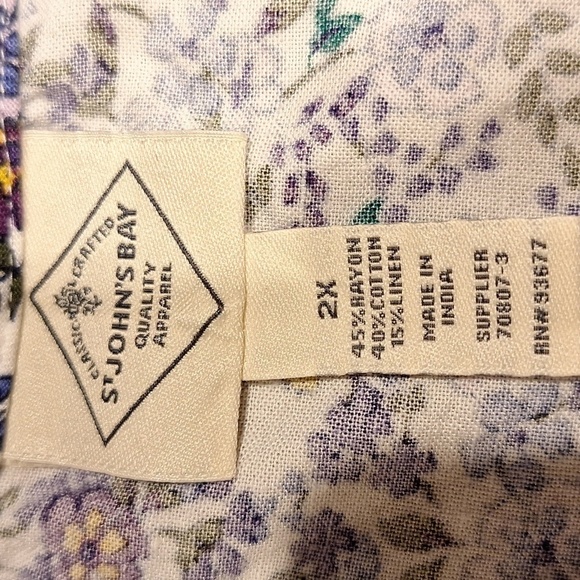 CLASSIC CRAFTED
ST JOHN'S BAY
QUALITY
APPAREL
2X
45%RAYON
40%COTTON
15%LINEN
MADE IN
INDIA
SUPPLIER
70807-3
RN#93677